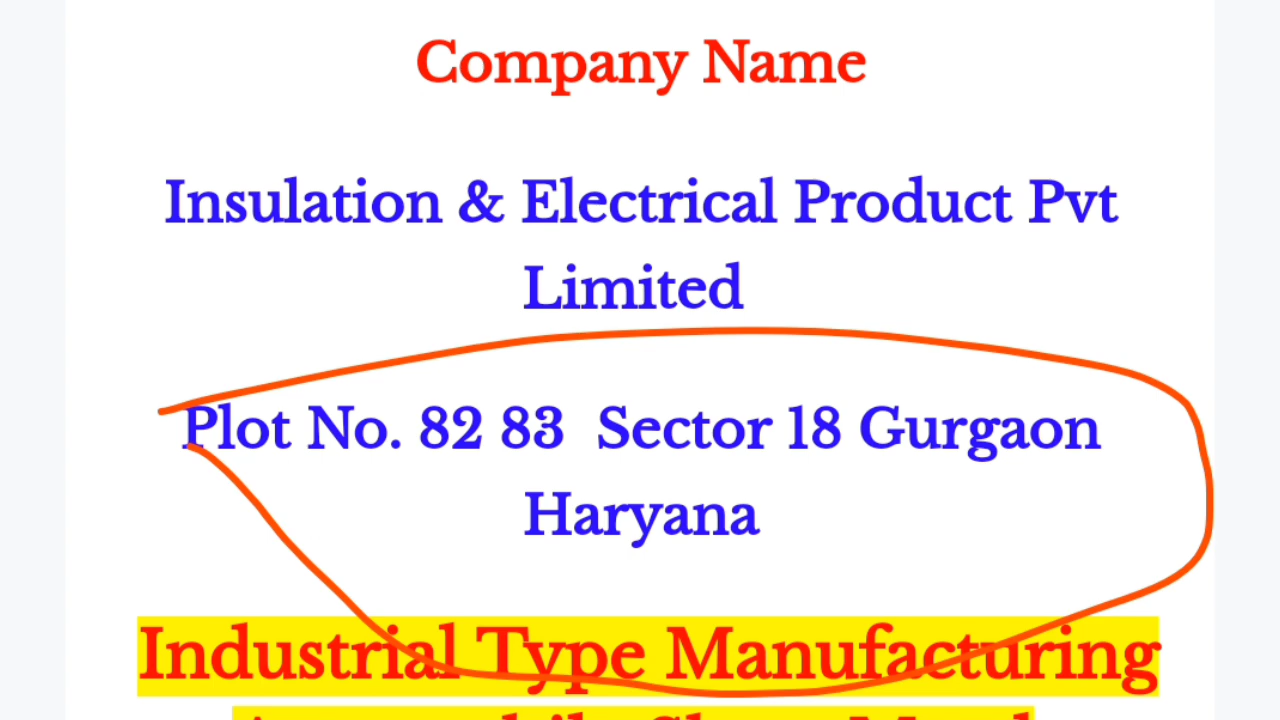 Company Name
Insulation & Electrical Product Pvt
Limited
Plot No. 82 83 Sector 18 Gurgaon
Haryana
Industrial Type Manufacturing